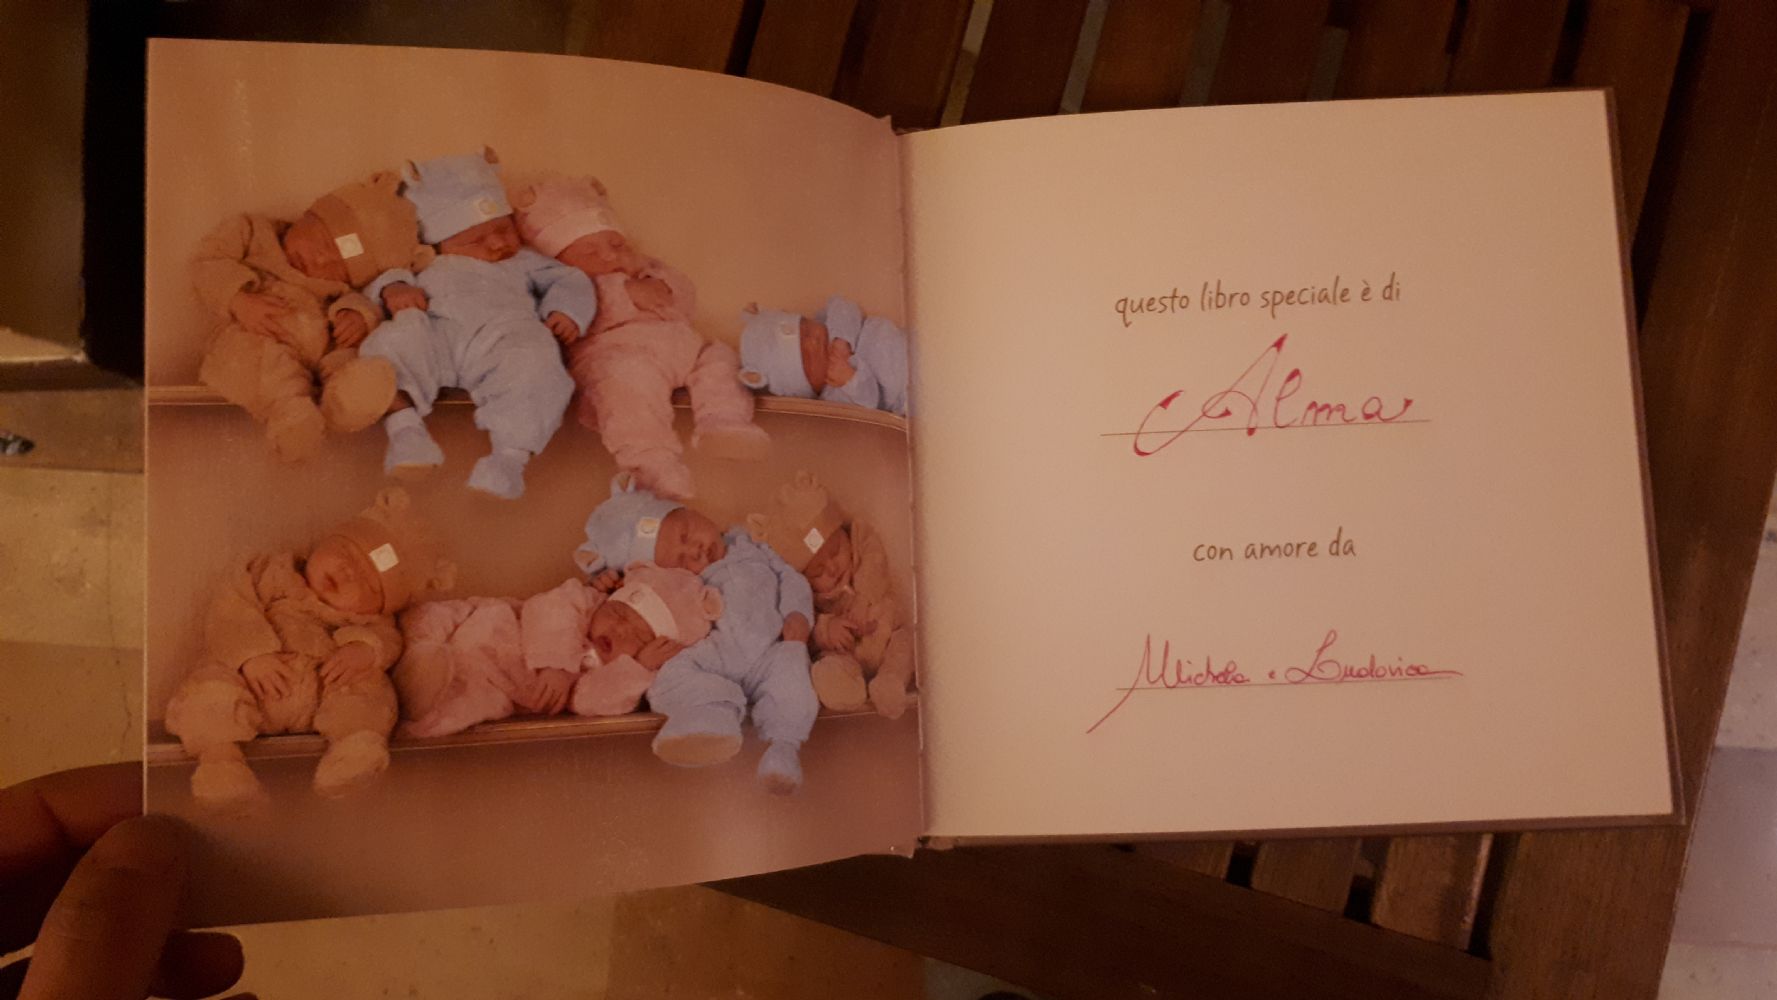 questo libro speciale è di
Alma
con amore da
Michela e Ludovica